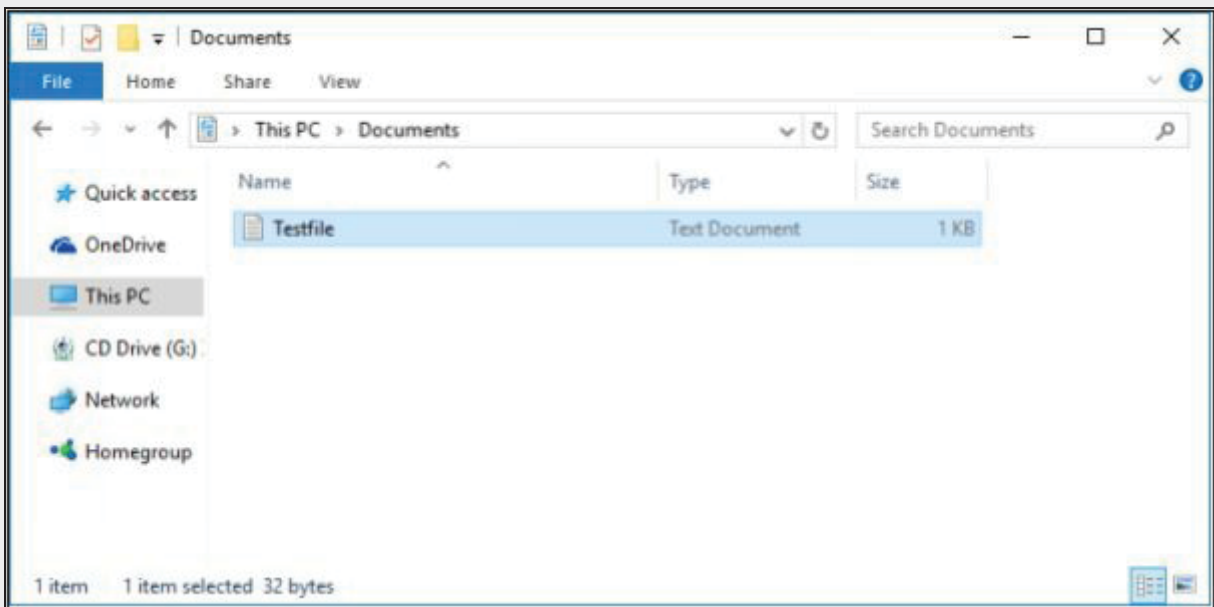 Documents
File Home Share View
This PC > Documents
Search Documents
Name Type Size
Quick access
Testfile Text Document 1 KB
OneDrive
This PC
CD Drive (G:)
Network
Homegroup
1 item 1 item selected 32 bytes